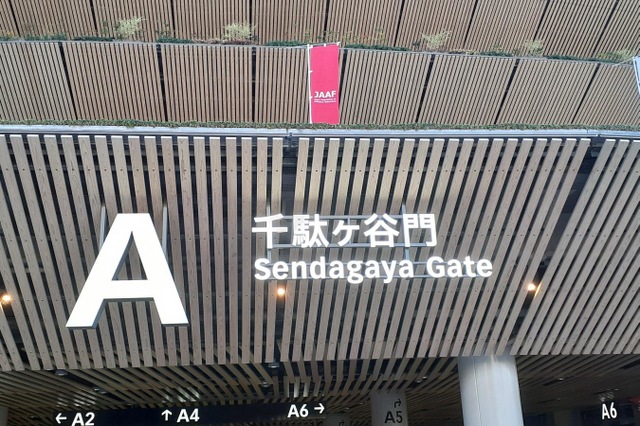 JAAF
A
千駄ヶ谷門
Sendagaya Gate
←A2
↑A4
A6→
A5
A6